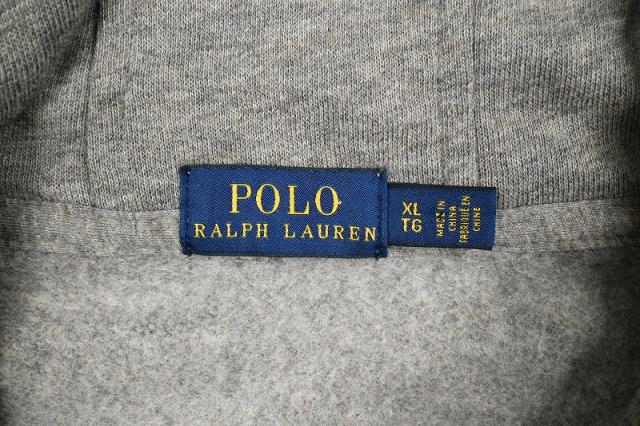 POLO
RALPH LAUREN
XL
TG
MADE IN
CHINA
FABRIQUÉ EN
CHINE